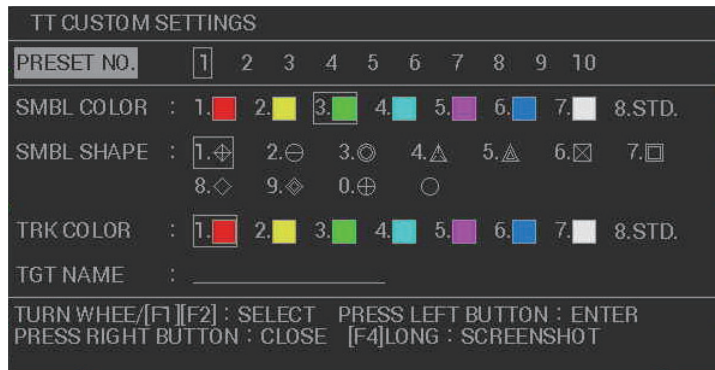 TT CUSTOM SETTINGS
PRESET NO. 1 2 3 4 5 6 7 8 9 10
SMBL COLOR : 1. 2. 3. 4. 5. 6. 7. 8.STD.
SMBL SHAPE : 1. 2. 3. 4. 5. 6. 7.
8. 9. 0.
TRK COLOR : 1. 2. 3. 4. 5. 6. 7. 8.STD.
TGT NAME :
TURN WHEE/[F1][F2] : SELECT PRESS LEFT BUTTON : ENTER
PRESS RIGHT BUTTON : CLOSE [F4]LONG : SCREENSHOT